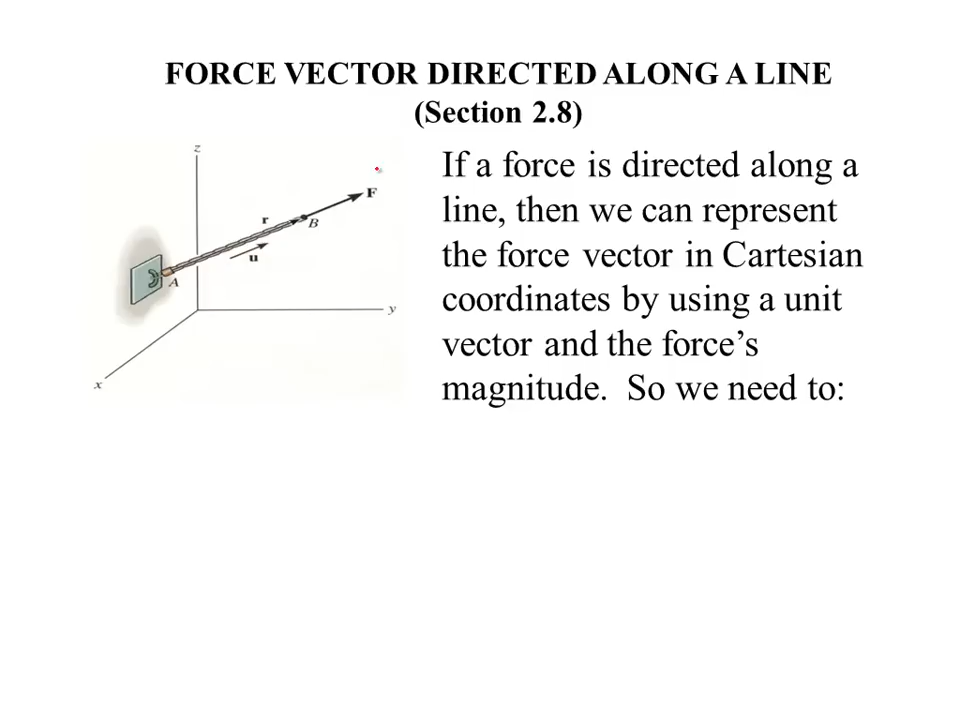 FORCE VECTOR DIRECTED ALONG A LINE
(Section 2.8)
If a force is directed along a
line, then we can represent
the force vector in Cartesian
coordinates by using a unit
vector and the force’s
magnitude.  So we need to:
z
F
r
B
u
A
y
x